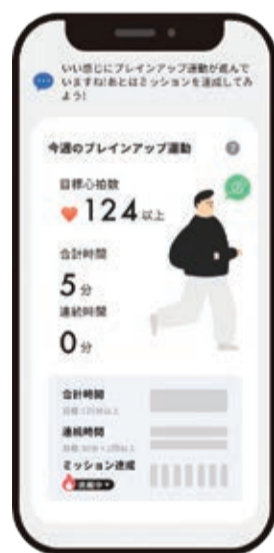 いい感じにブレインアップ運動が進んで
いますね!あとはミッションを達成してみ
よう!
今週のブレインアップ運動
?
目標心拍数
124 以上
合計時間
5 分
連続時間
0 分
合計時間
連続時間
ミッション達成